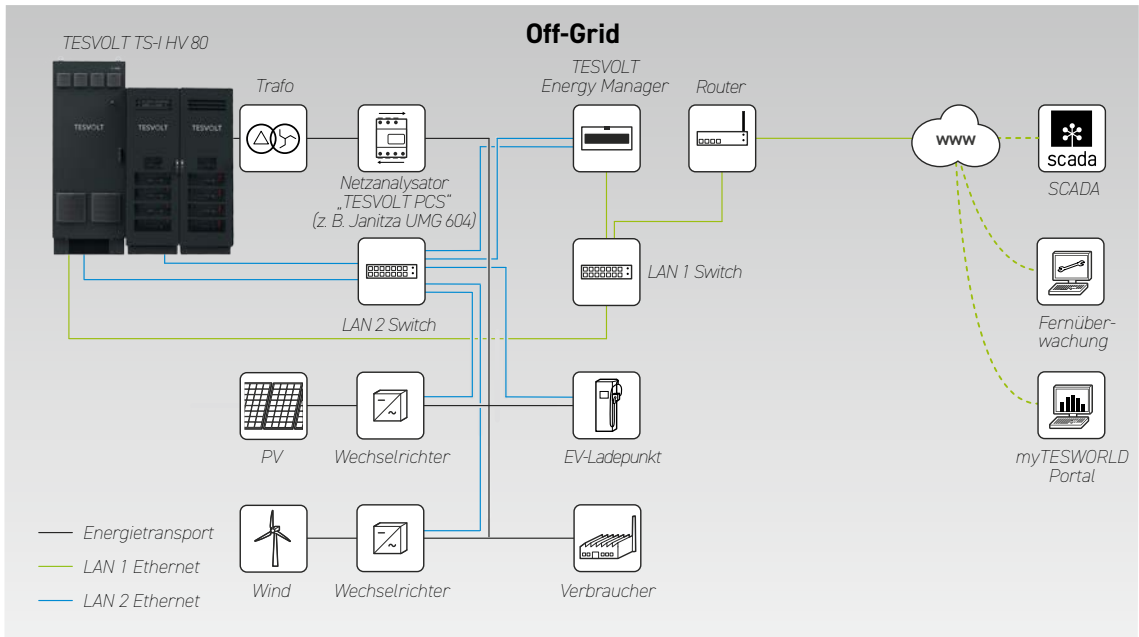 Off-Grid
TESVOLT TS-I HV 80
TESVOLT
TESVOLT
TESVOLT
Trafo
Netzanalysator
„TESVOLT PCS“
(z. B. Janitza UMG 604)
TESVOLT
Energy Manager
Router
www
scada
SCADA
LAN 2 Switch
LAN 1 Switch
Fernüber-
wachung
PV
Wechselrichter
EV-Ladepunkt
myTESWORLD
Portal
Wind
Wechselrichter
Verbraucher
Energietransport
LAN 1 Ethernet
LAN 2 Ethernet